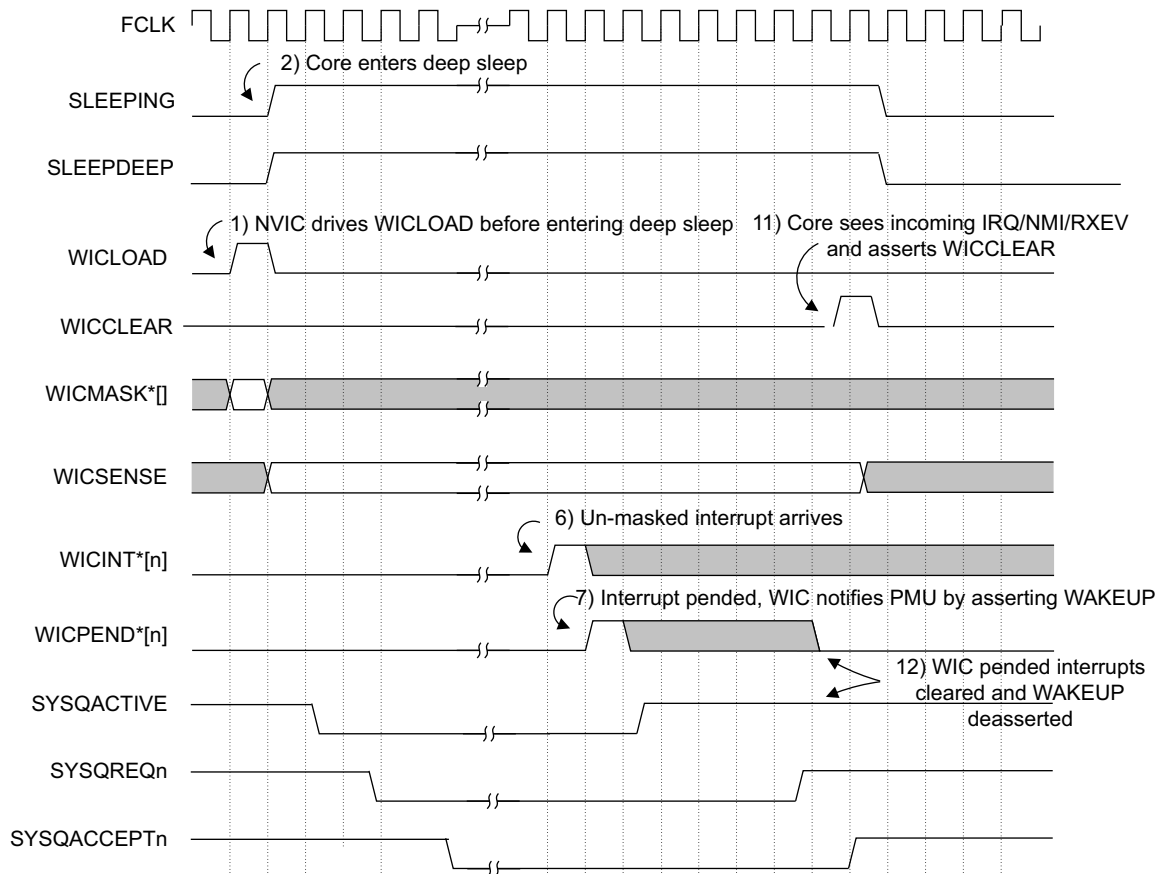 FCLK
2) Core enters deep sleep
SLEEPING
SLEEPDEEP
1) NVIC drives WICLOAD before entering deep sleep
11) Core sees incoming IRQ/NMI/RXEV
and asserts WICCLEAR
WICLOAD
WICCLEAR
WICMASK*[]
WICSENSE
6) Un-masked interrupt arrives
WICINT*[n]
7) Interrupt pended, WIC notifies PMU by asserting WAKEUP
WICPEND*[n]
12) WIC pended interrupts
cleared and WAKEUP
deasserted
SYSQACTIVE
SYSQREQn
SYSQACCEPTn